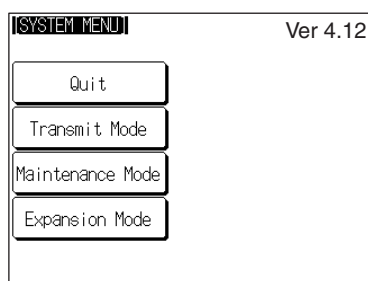 [SYSTEM MENU]
Ver 4.12
Quit
Transmit Mode
Maintenance Mode
Expansion Mode